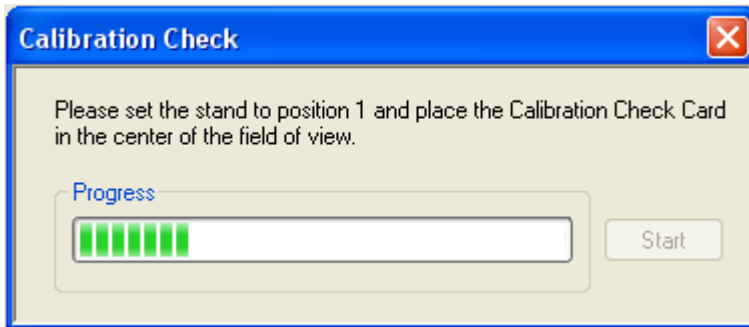 Calibration Check
Please set the stand to position 1 and place the Calibration Check Card
in the center of the field of view.
Progress
Start